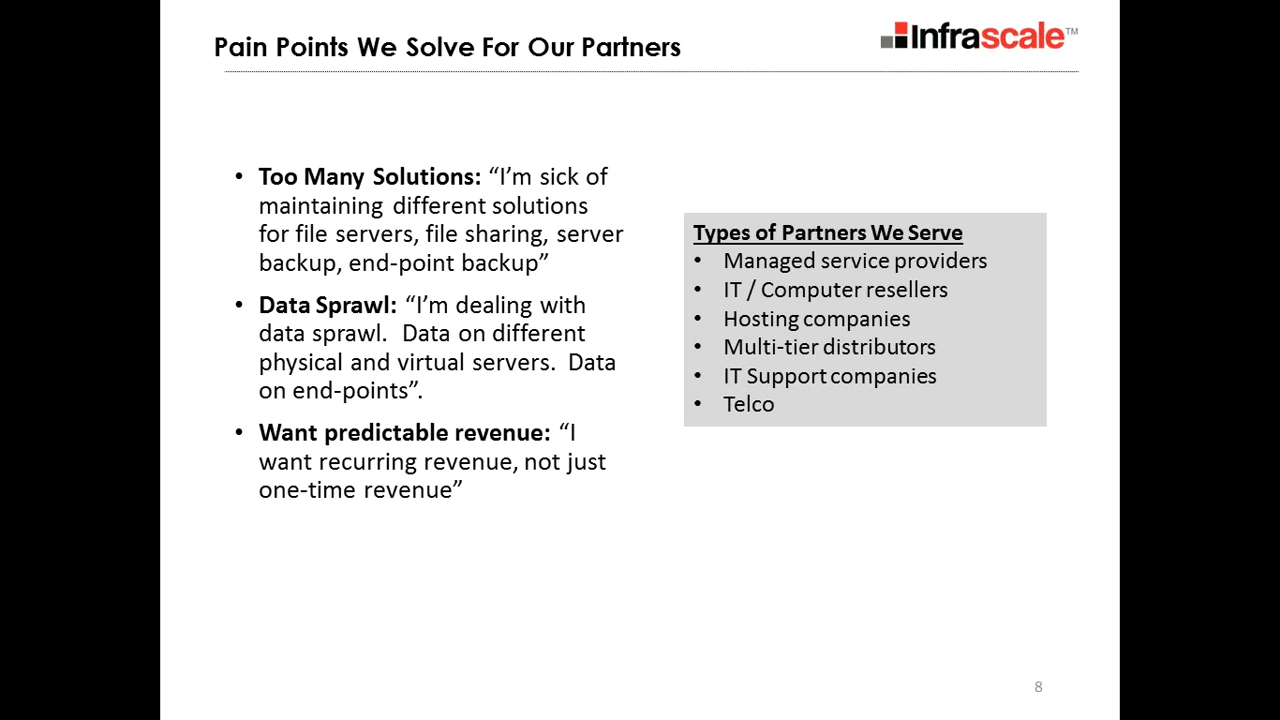 Pain Points We Solve For Our Partners
Infrascale™
• Too Many Solutions: “I’m sick of
maintaining different solutions
for file servers, file sharing, server
backup, end-point backup”
• Data Sprawl: “I’m dealing with
data sprawl.  Data on different
physical and virtual servers.  Data
on end-points”.
• Want predictable revenue: “I
want recurring revenue, not just
one-time revenue”
Types of Partners We Serve
• Managed service providers
• IT / Computer resellers
• Hosting companies
• Multi-tier distributors
• IT Support companies
• Telco
8